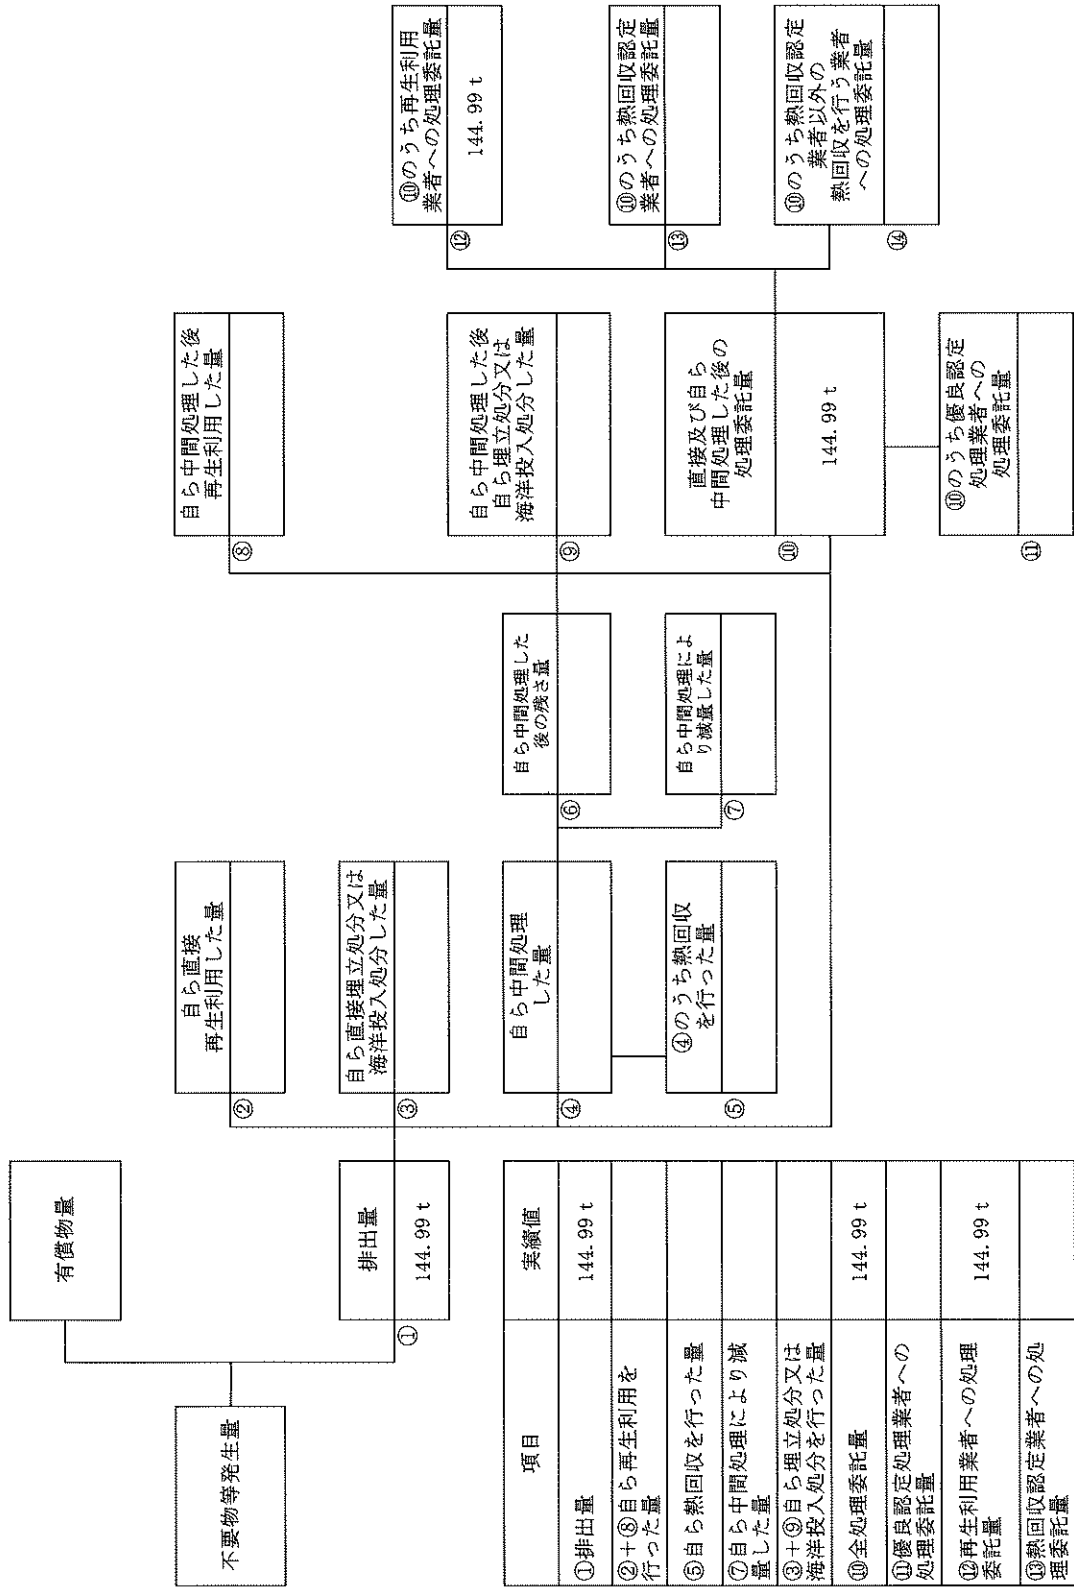 不要物等発生量
有償物量
排出量
①
144.99 t
自ら直接
再生利用した量
②
自ら直接埋立処分又は
海洋投入処分した量
③
自ら中間処理
した量
④
④のうち熱回収
を行った量
⑤
自ら中間処理した
後の残さ量
⑥
自ら中間処理によ
り減量した量
⑦
自ら中間処理した後
再生利用した量
⑧
自ら中間処理した後
自ら埋立処分又は
海洋投入処分した量
⑨
直接及び自ら
中間処理した後の
処理委託量
⑩
144.99 t
⑩のうち優良認定
処理業者への
処理委託量
⑪
⑩のうち再生利用
業者への処理委託量
⑫
144.99 t
⑩のうち熱回収認定
業者への処理委託量
⑬
⑩のうち熱回収認定
業者以外の
熱回収を行う業者
への処理委託量
⑭
項目
実績値
①排出量
144.99 t
②+⑧自ら再生利用を
行った量
⑤自ら熱回収を行った量
⑦自ら中間処理により減
量した量
③+⑨自ら埋立処分又は
海洋投入処分を行った量
⑩全処理委託量
144.99 t
⑪優良認定処理業者への
処理委託量
⑫再生利用業者への処理
委託量
144.99 t
⑬熱回収認定業者への処
理委託量